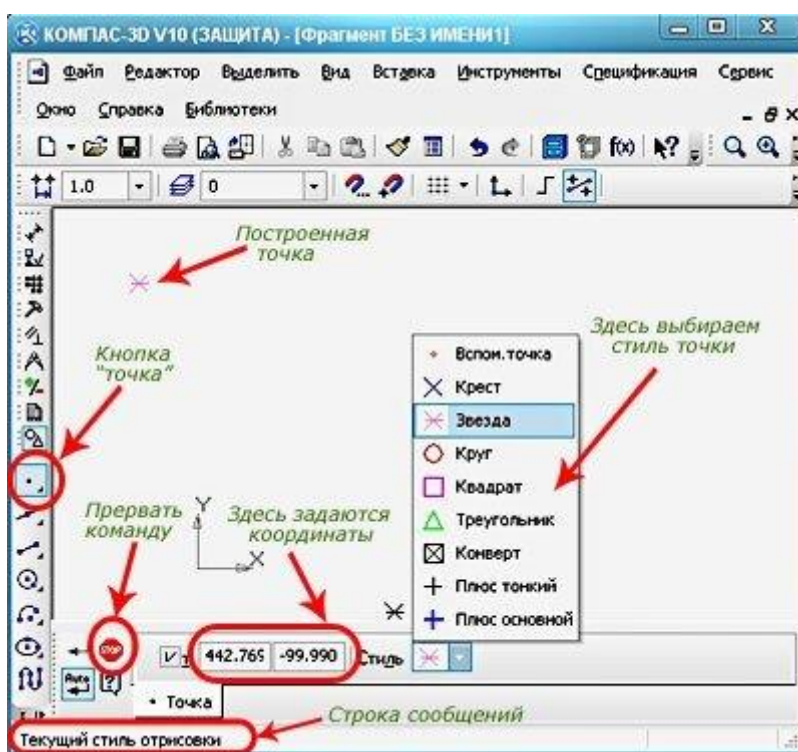 КОМПАС-3D V10 (ЗАЩИТА) - [Фрагмент БЕЗ ИМЕНИ1]
Файл Редактор Выделить Вид Вставка Инструменты Спецификация Сервис
Окно Справка Библиотеки
f(x)
1.0 0
Построенная
точка
Здесь выбираем
стиль точки
Кнопка
"точка"
Вспом.точка
Крест
Звезда
Круг
Квадрат
Треугольник
Конверт
Плюс тонкий
Плюс основной
Прервать
команду
Y
X
Здесь задаются
координаты
STOP
т 442.765 -99.990 Стиль
Auto
Точка
Строка сообщений
Текущий стиль отрисовки